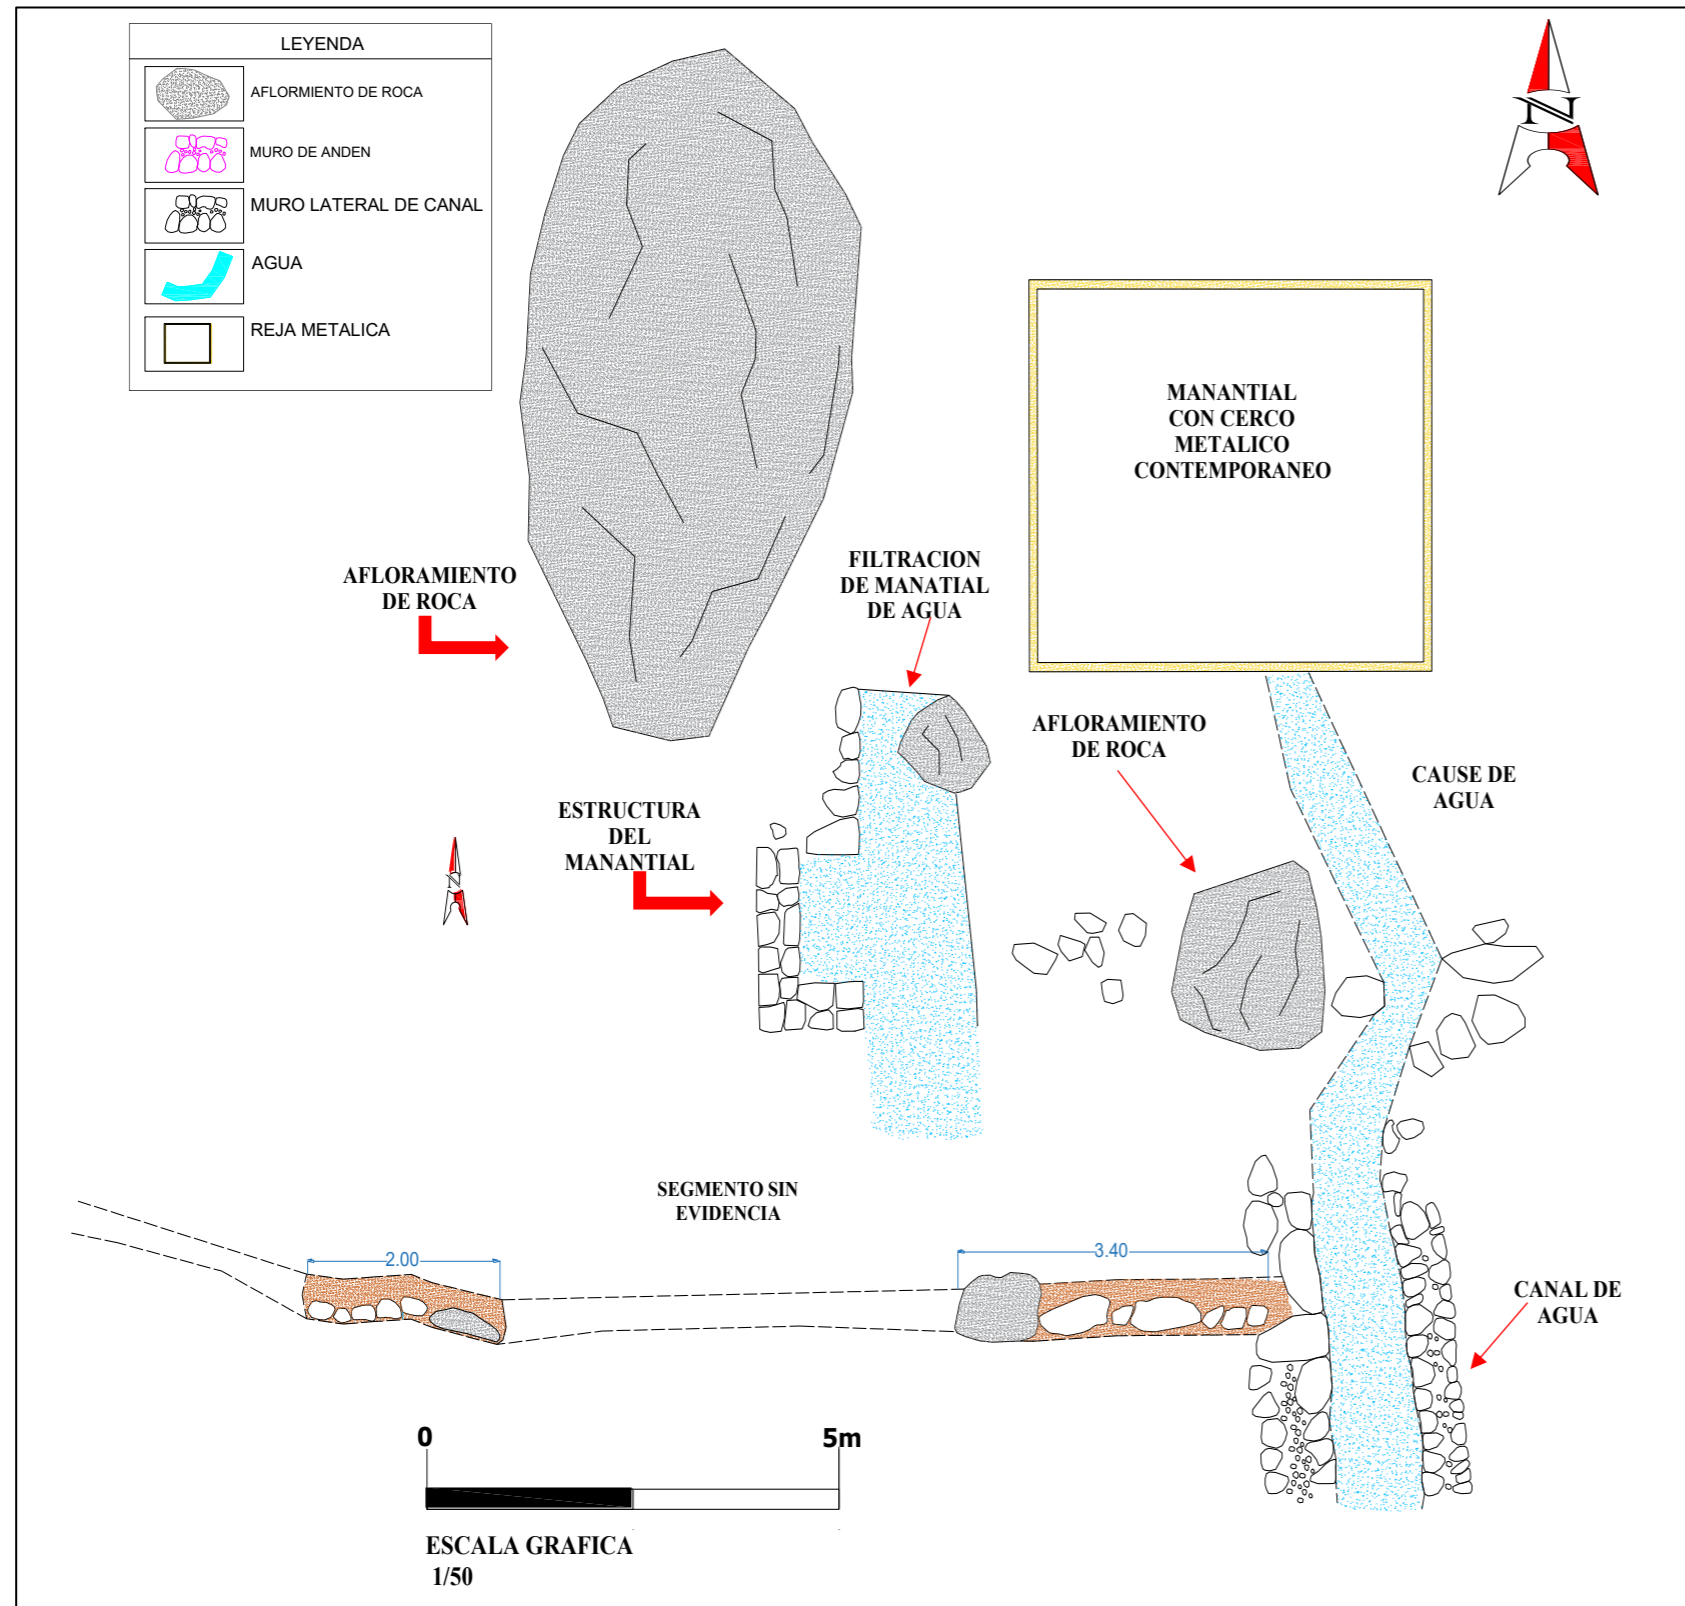 LEYENDA
AFLORMIENTO DE ROCA
MURO DE ANDEN
MURO LATERAL DE CANAL
AGUA
REJA METALICA
N
MANANTIAL
CON CERCO
METALICO
CONTEMPORANEO
AFLORAMIENTO
DE ROCA
FILTRACION
DE MANATIAL
DE AGUA
AFLORAMIENTO
DE ROCA
CAUSE DE
AGUA
ESTRUCTURA
DEL
MANANTIAL
N
SEGMENTO SIN
EVIDENCIA
2.00
3.40
CANAL DE
AGUA
0
5m
ESCALA GRAFICA
1/50